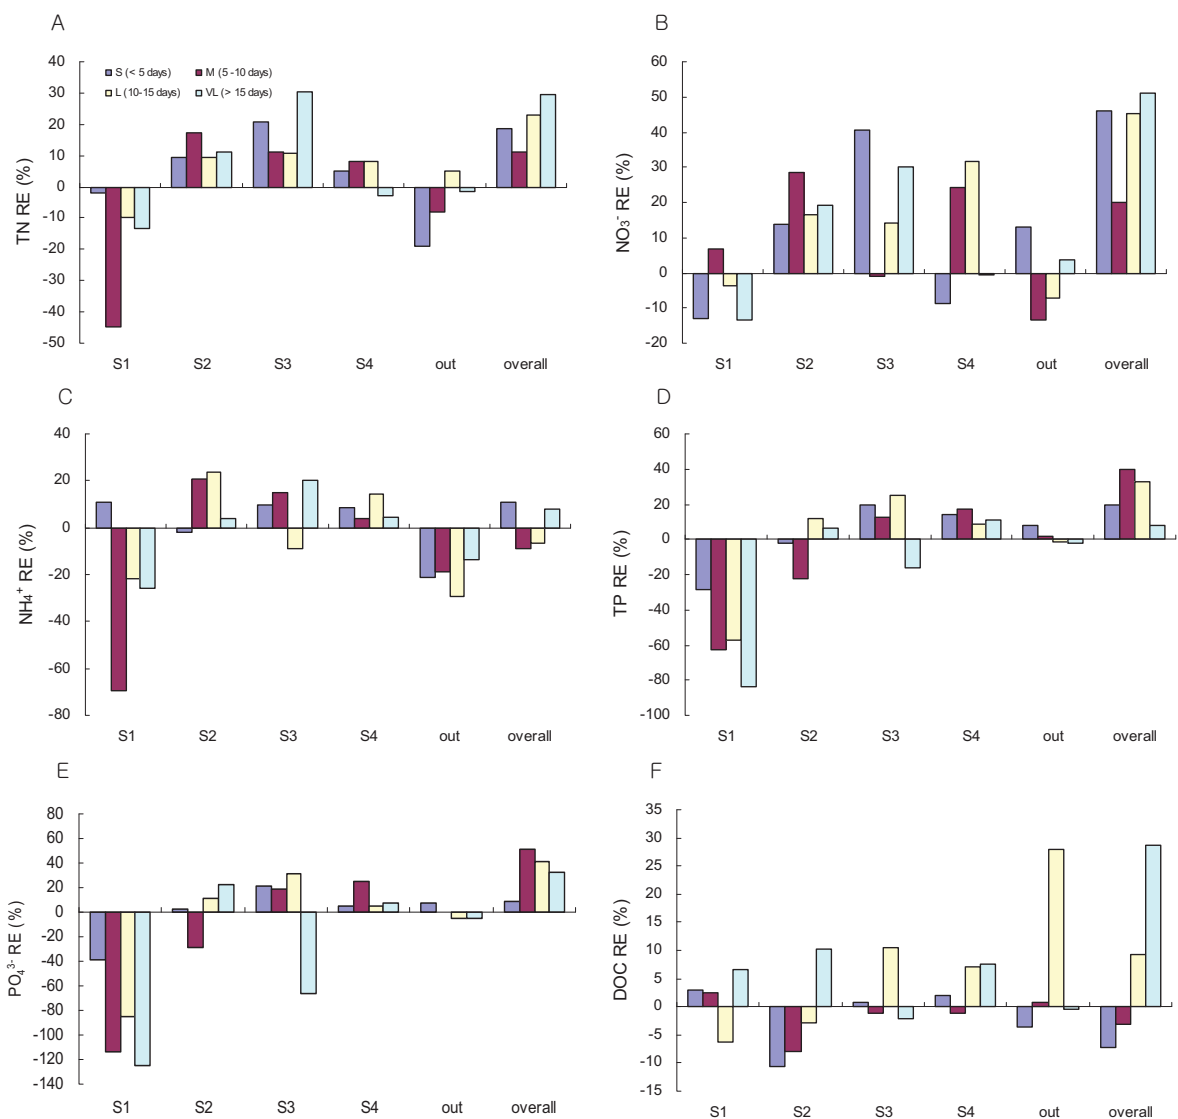 A
40
30
20
10
0
-10
-20
-30
-40
-50
TN RE (%)
S (< 5 days) M (5 -10 days)
L (10-15 days) VL (> 15 days)
S1 S2 S3 S4 out overall
B
60
50
40
30
20
10
0
-10
-20
NO₃⁻ RE (%)
S1 S2 S3 S4 out overall
C
40
20
0
-20
-40
-60
-80
NH₄⁺ RE (%)
S1 S2 S3 S4 out overall
D
60
40
20
0
-20
-40
-60
-80
-100
TP RE (%)
S1 S2 S3 S4 out overall
E
80
60
40
20
0
-20
-40
-60
-80
-100
-120
-140
PO₄³⁻ RE (%)
S1 S2 S3 S4 out overall
F
35
30
25
20
15
10
5
0
-5
-10
-15
DOC RE (%)
S1 S2 S3 S4 out overall